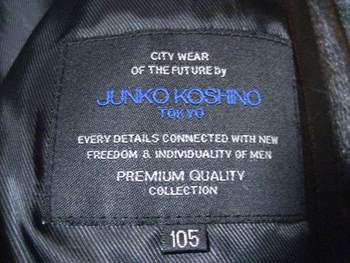 CITY WEAR
OF THE FUTURE by
JUNKO KOSHINO
TOKYO
EVERY DETAILS CONNECTED WITH NEW
FREEDOM & INDIVIDUALITY OF MEN
PREMIUM QUALITY
COLLECTION
105